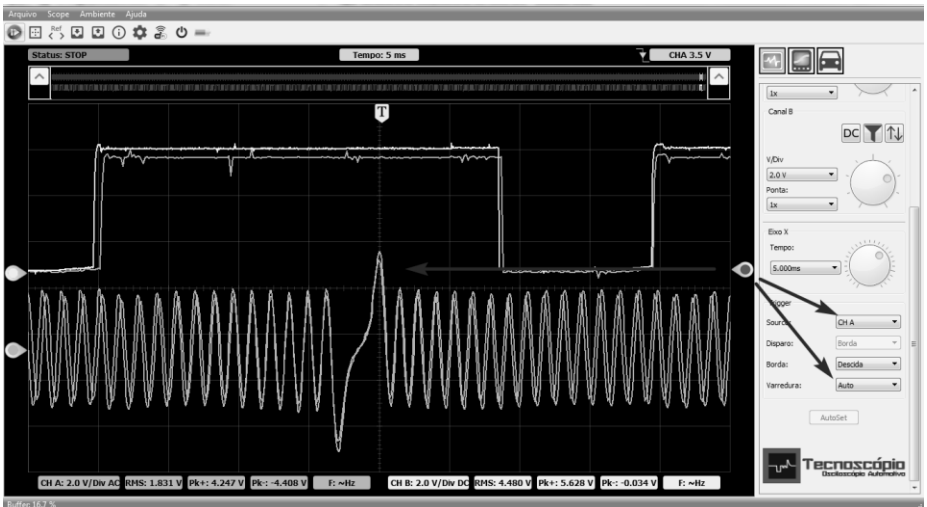 Arquivo Scope Ambiente Ajuda
Ref
Status: STOP
Tempo: 5 ms
CHA 3.5 V
T
1x
Canal B
DC
V/Div
2.0 V
Ponta:
1x
Eixo X
Tempo:
5.000ms
Trigger
Source: CH A
Disparo: Borda
Borda: Descida
Varredura: Auto
AutoSet
Tecnoscópio
Osciloscópio Automotivo
CH A: 2.0 V/Div AC RMS: 1.831 V Pk+: 4.247 V Pk-: -4.408 V F: ~Hz CH B: 2.0 V/Div DC RMS: 4.480 V Pk+: 5.628 V Pk-: -0.034 V F: ~Hz
Buffer: 16.7 %